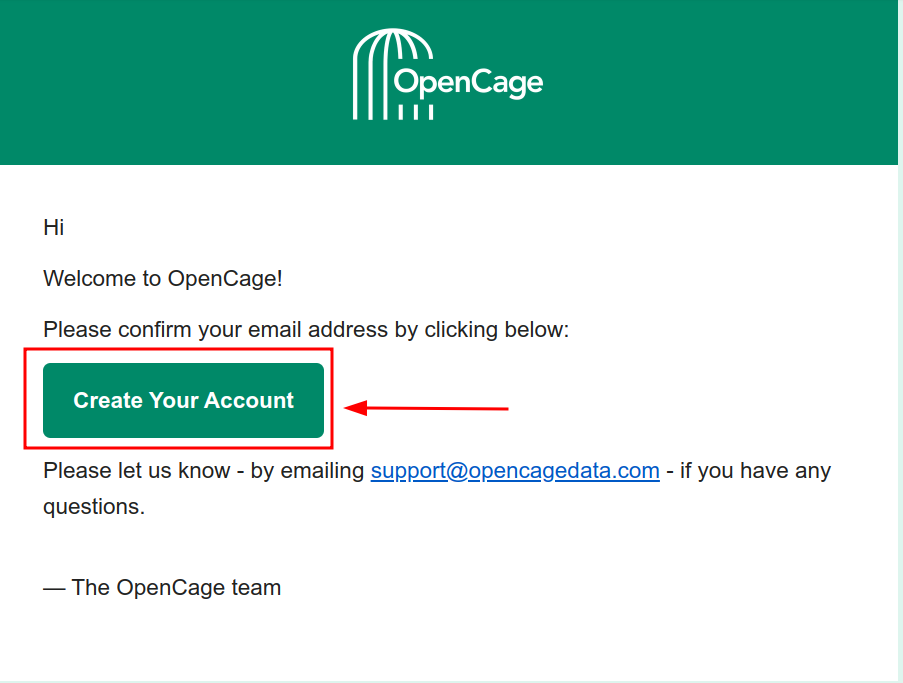 OpenCage
Hi
Welcome to OpenCage!
Please confirm your email address by clicking below:
Create Your Account
Please let us know - by emailing support@opencagedata.com - if you have any
questions.
— The OpenCage team